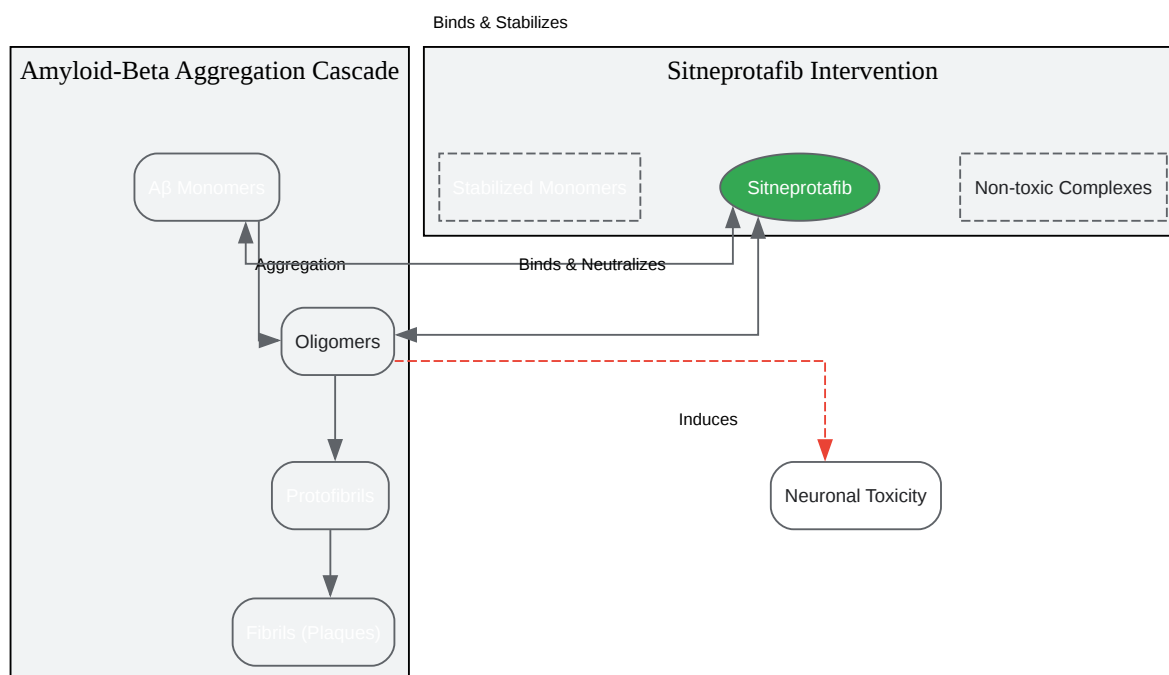 Binds & Stabilizes
Amyloid-Beta Aggregation Cascade
Sitneprotafib Intervention
Aβ Monomers
Stabilized Monomers
Sitneprotafib
Non-toxic Complexes
Aggregation
Binds & Neutralizes
Oligomers
Induces
Protofibrils
Neuronal Toxicity
Fibrils (Plaques)